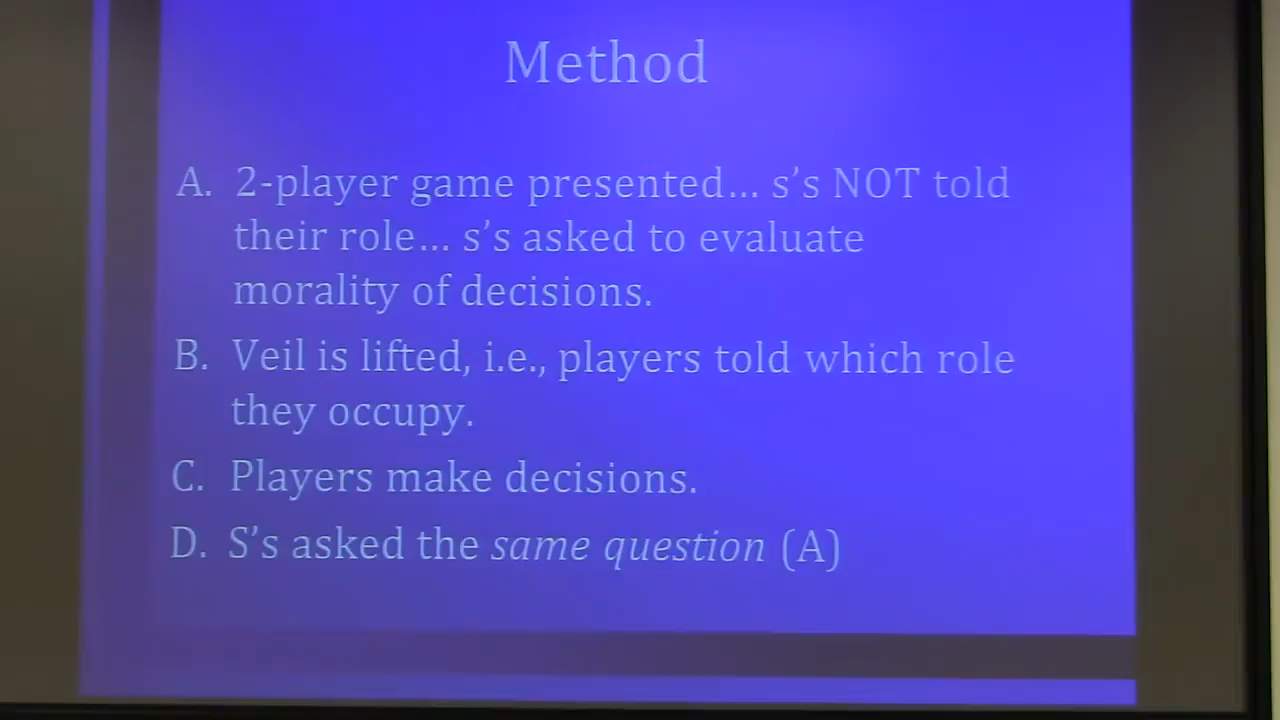 Method
A. 2-player game presented... s's NOT told
their role... s's asked to evaluate
morality of decisions.
B. Veil is lifted, i.e., players told which role
they occupy.
C. Players make decisions.
D. S's asked the same question (A)